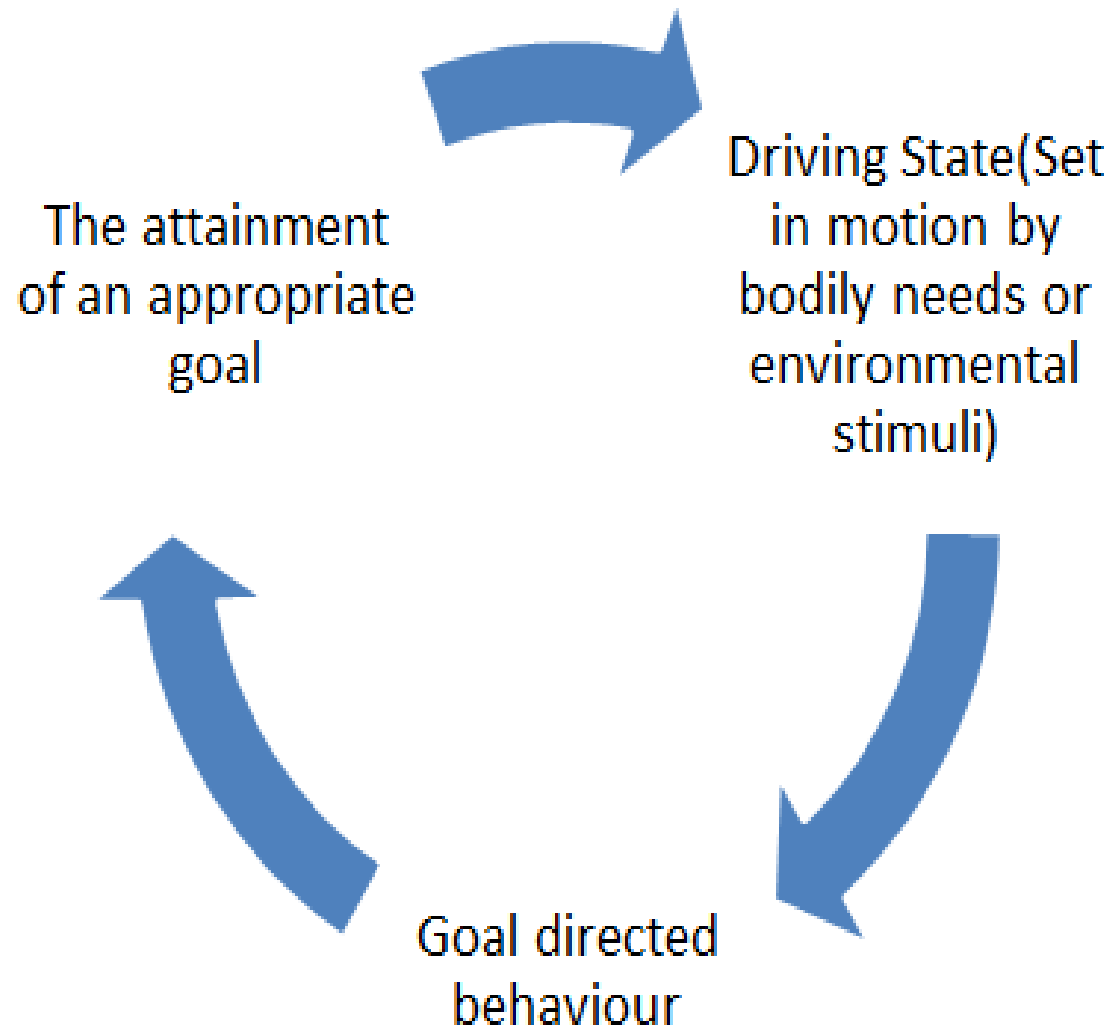 Driving State(Set
in motion by
bodily needs or
environmental
stimuli)
Goal directed
behaviour
The attainment
of an appropriate
goal